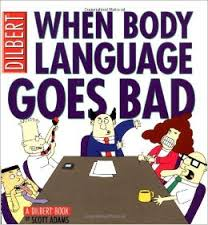 DILBERT
WHEN BODY
LANGUAGE
GOES BAD
A DILBERT BOOK
BY SCOTT ADAMS